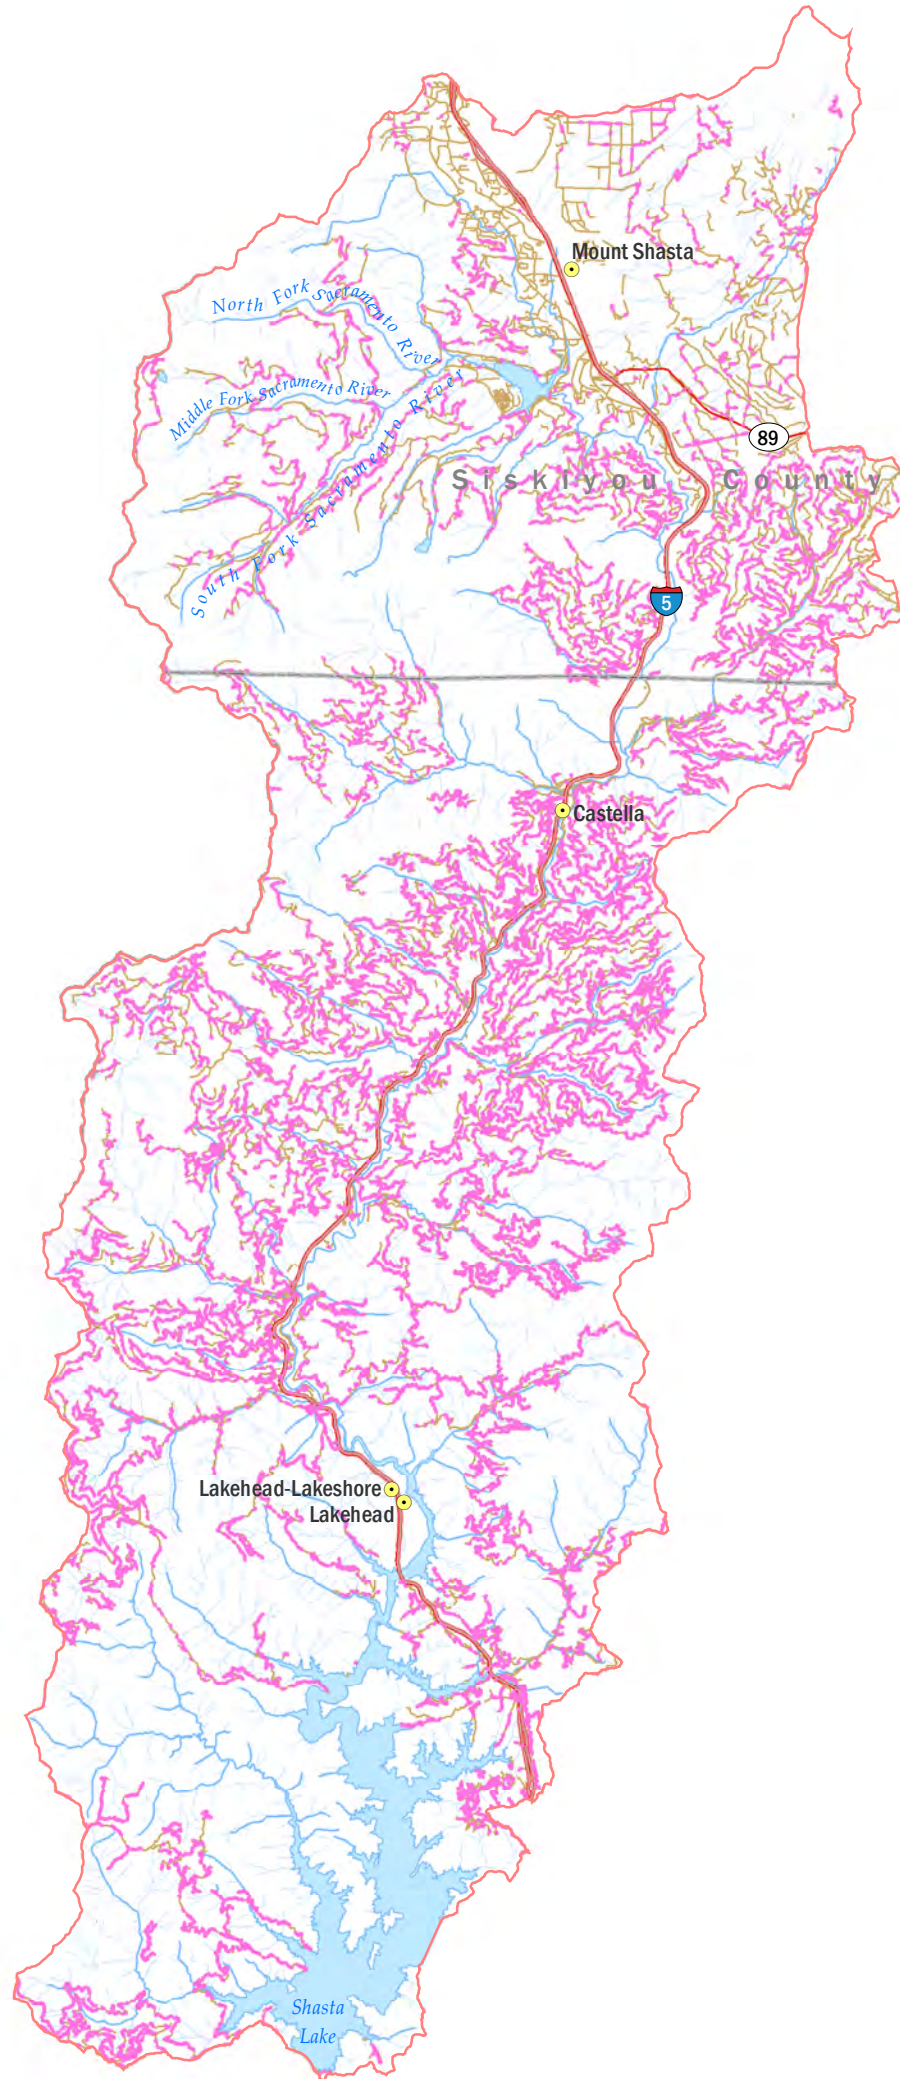 Mount Shasta
North Fork Sacramento River
Middle Fork Sacramento River
South Fork Sacramento River
89
Siskiyou County
5
Castella
Lakehead-Lakeshore
Lakehead
Shasta
Lake